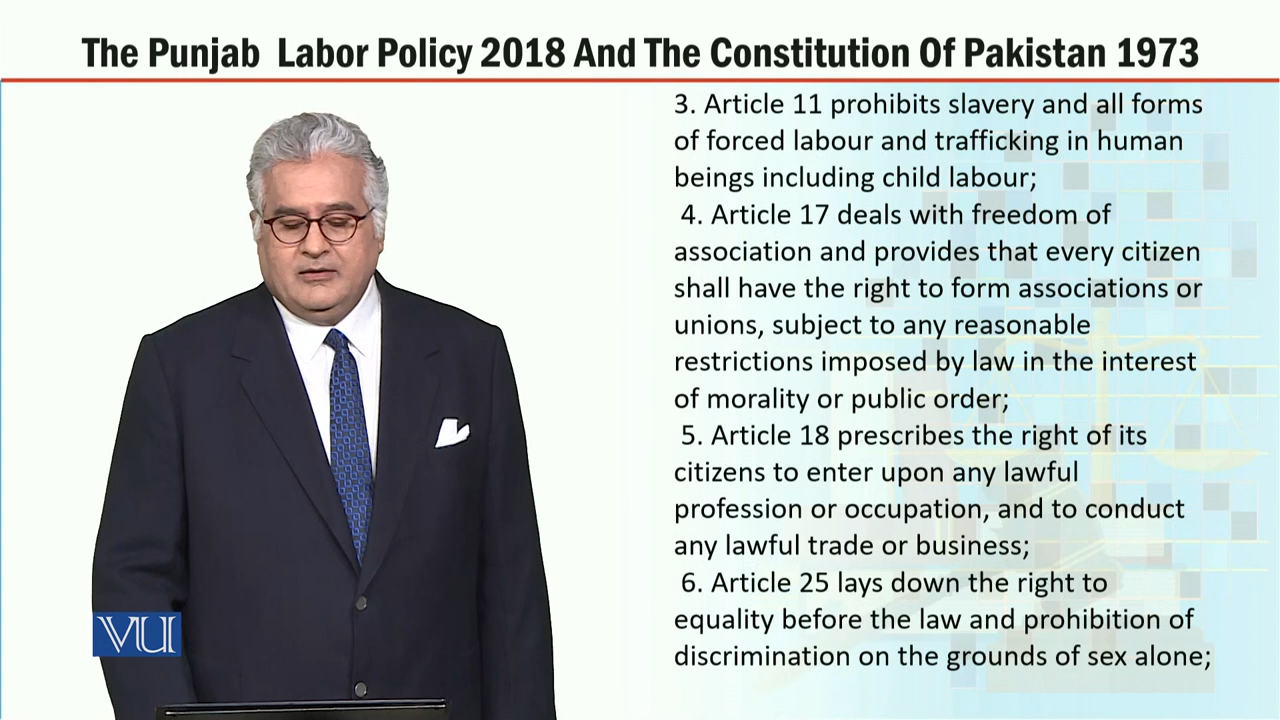 The Punjab Labor Policy 2018 And The Constitution Of Pakistan 1973
3. Article 11 prohibits slavery and all forms
of forced labour and trafficking in human
beings including child labour;
4. Article 17 deals with freedom of
association and provides that every citizen
shall have the right to form associations or
unions, subject to any reasonable
restrictions imposed by law in the interest
of morality or public order;
5. Article 18 prescribes the right of its
citizens to enter upon any lawful
profession or occupation, and to conduct
any lawful trade or business;
6. Article 25 lays down the right to
equality before the law and prohibition of
discrimination on the grounds of sex alone;
VU